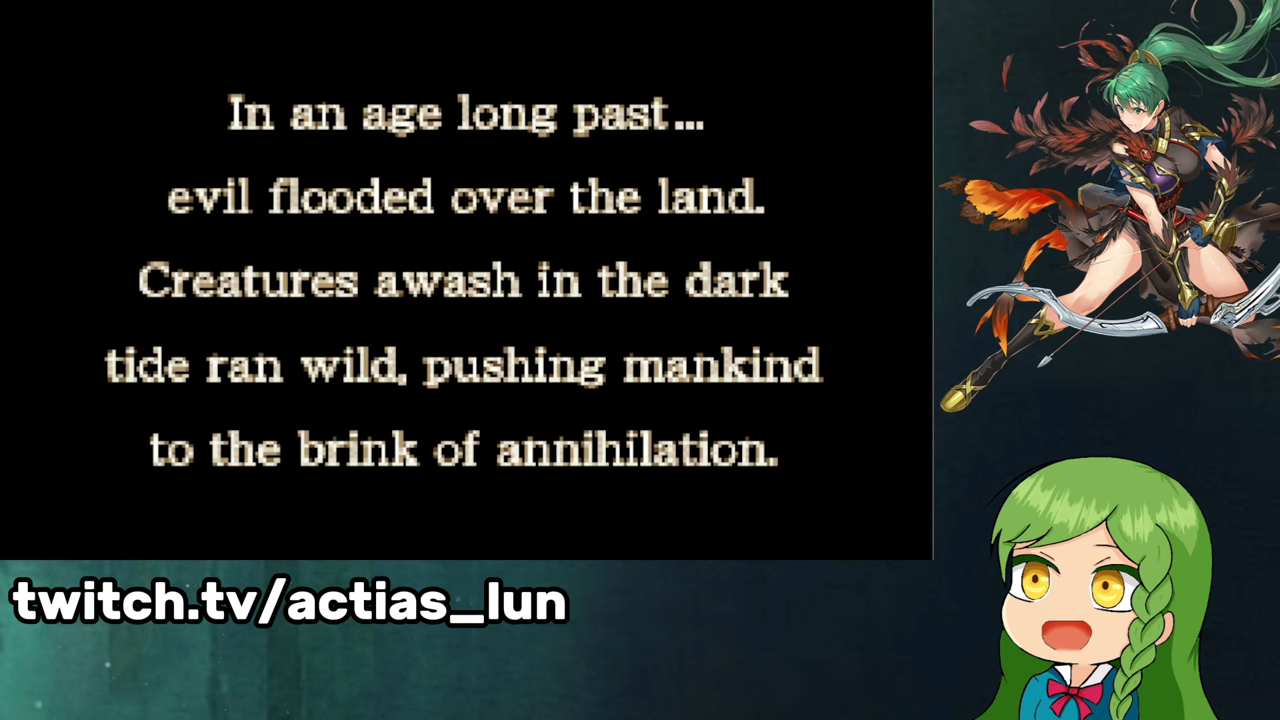 In an age long past...
evil flooded over the land.
Creatures awash in the dark
tide ran wild, pushing mankind
to the brink of annihilation.
twitch.tv/actias_lun